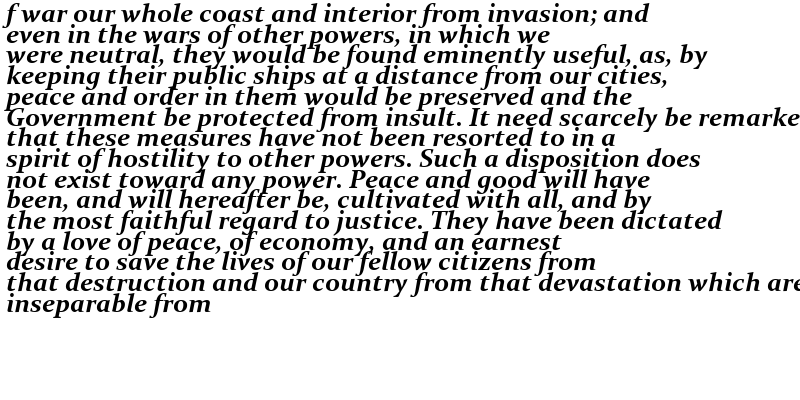 f war our whole coast and interior from invasion; and
even in the wars of other powers, in which we
were neutral, they would be found eminently useful, as, by
keeping their public ships at a distance from our cities,
peace and order in them would be preserved and the
Government be protected from insult. It need scarcely be remarke
that these measures have not been resorted to in a
spirit of hostility to other powers. Such a disposition does
not exist toward any power. Peace and good will have
been, and will hereafter be, cultivated with all, and by
the most faithful regard to justice. They have been dictated
by a love of peace, of economy, and an earnest
desire to save the lives of our fellow citizens from
that destruction and our country from that devastation which are
inseparable from